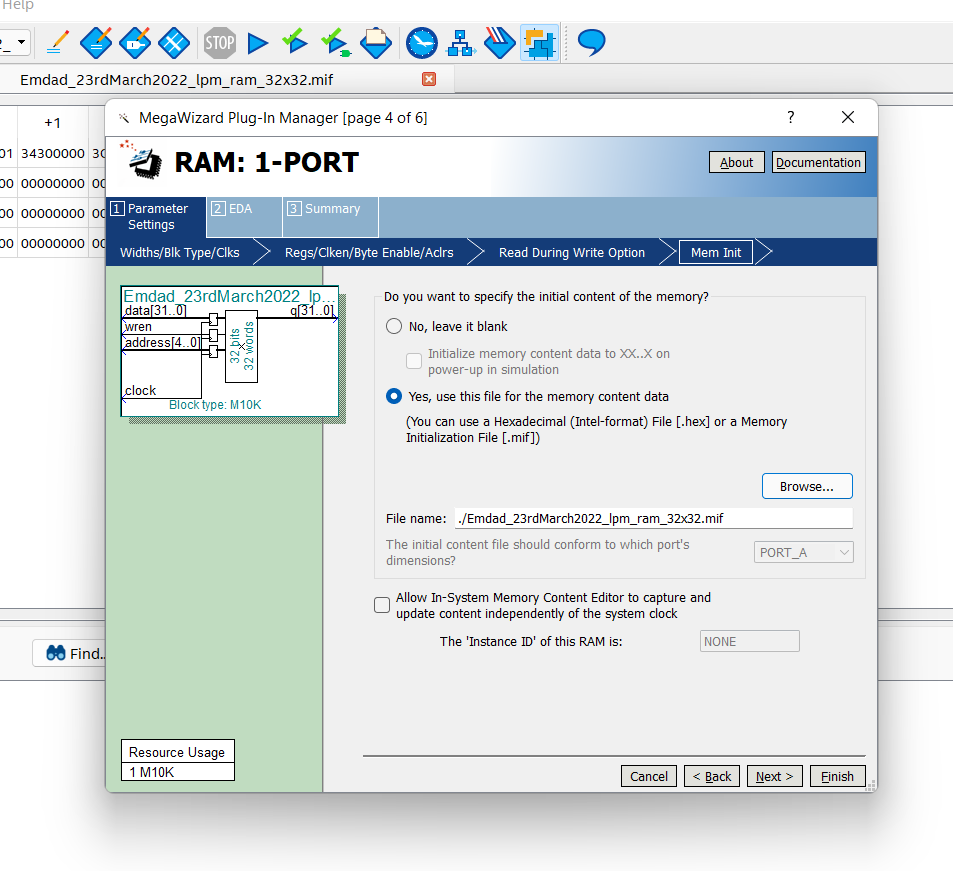 Help
STOP
Emdad_23rdMarch2022_lpm_ram_32x32.mif
+1
01 34300000 30
00 00000000 00
00 00000000 00
00 00000000 00
Find..
MegaWizard Plug-In Manager [page 4 of 6]
?
RAM: 1-PORT
About
Documentation
1 Parameter Settings
2 EDA
3 Summary
Widths/Blk Type/Clks
Regs/Clken/Byte Enable/Aclrs
Read During Write Option
Mem Init
Emdad_23rdMarch2022_lp...
data[31..0]
q[31..0]
wren
address[4..0]
32 bits
32 words
clock
Block type: M10K
Do you want to specify the initial content of the memory?
No, leave it blank
Initialize memory content data to XX..X on
power-up in simulation
Yes, use this file for the memory content data
(You can use a Hexadecimal (Intel-format) File [.hex] or a Memory
Initialization File [.mif])
Browse...
File name: ./Emdad_23rdMarch2022_lpm_ram_32x32.mif
The initial content file should conform to which port's
dimensions?
PORT_A
Allow In-System Memory Content Editor to capture and
update content independently of the system clock
The 'Instance ID' of this RAM is:
NONE
Resource Usage
1 M10K
Cancel
< Back
Next >
Finish